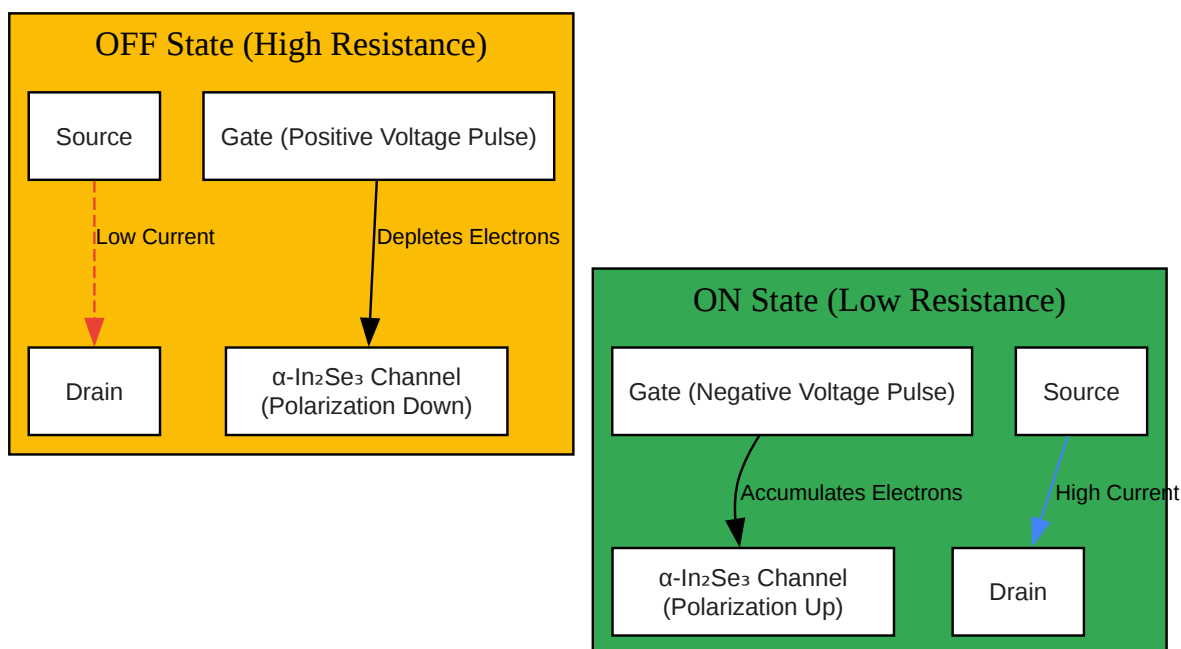 OFF State (High Resistance)
Source
Gate (Positive Voltage Pulse)
Low Current
Depletes Electrons
Drain
α-In₂Se₃ Channel
(Polarization Down)
ON State (Low Resistance)
Gate (Negative Voltage Pulse)
Source
Accumulates Electrons
High Current
α-In₂Se₃ Channel
(Polarization Up)
Drain